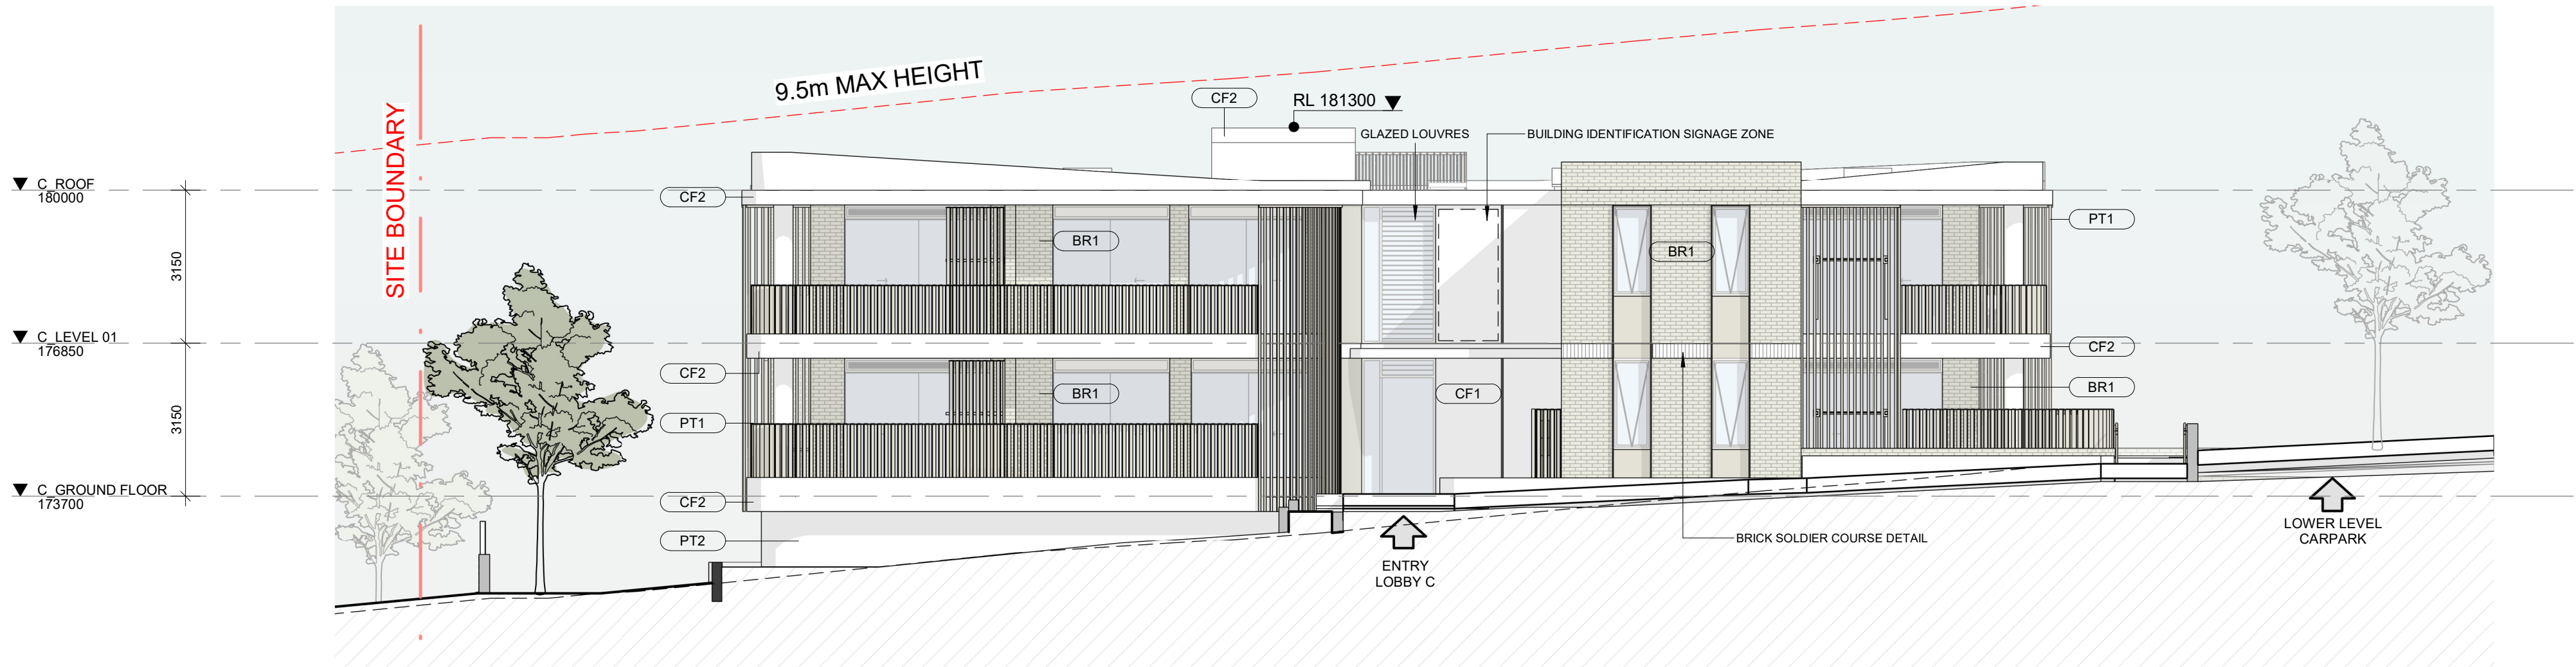 9.5m MAX HEIGHT
SITE BOUNDARY
CF2
RL 181300
GLAZED LOUVRES
BUILDING IDENTIFICATION SIGNAGE ZONE
C_ROOF
180000
CF2
PT1
BR1
BR1
3150
C_LEVEL 01
176850
CF2
CF2
BR1
BR1
CF1
PT1
3150
C_GROUND FLOOR
173700
CF2
PT2
BRICK SOLDIER COURSE DETAIL
ENTRY
LOBBY C
LOWER LEVEL
CARPARK